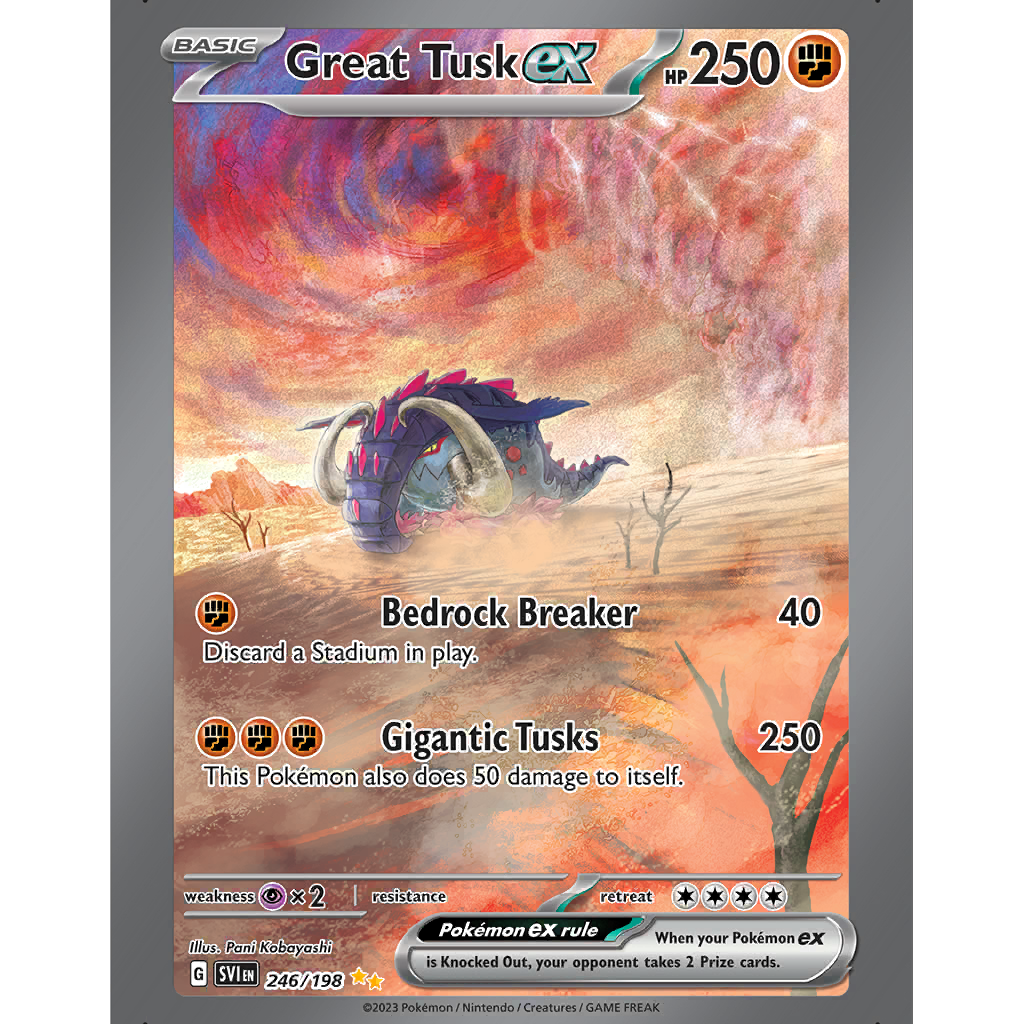 BASIC Great Tusk ex HP 250
Bedrock Breaker 40
Discard a Stadium in play.
Gigantic Tusks 250
This Pokémon also does 50 damage to itself.
weakness ×2 resistance retreat
Illus. Pani Kobayashi
Pokémon ex rule When your Pokémon ex
is Knocked Out, your opponent takes 2 Prize cards.
G SVI EN 246/198
©2023 Pokémon / Nintendo / Creatures / GAME FREAK